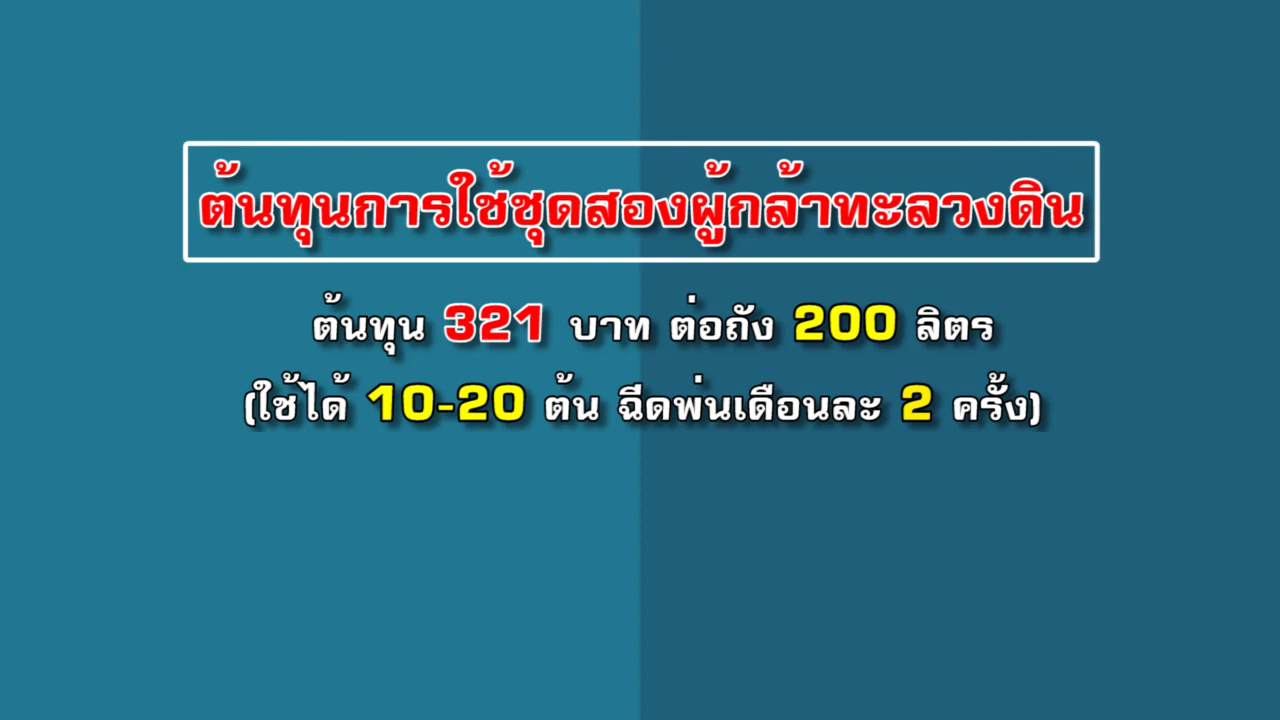 ต้นทุนการใช้ชุดสองผู้กล้าทะลวงดิน
ต้นทุน 321 บาท ต่อถัง 200 ลิตร
(ใช้ได้ 10-20 ต้น ฉีดพ่นเดือนละ 2 ครั้ง)